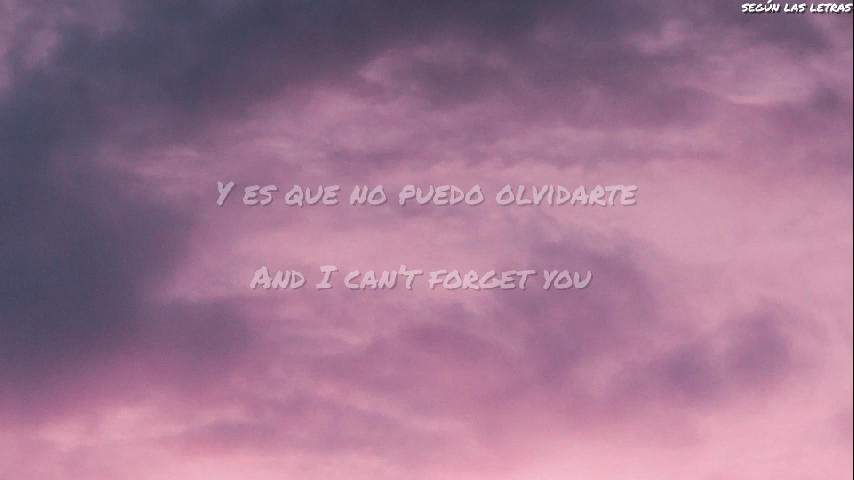 SEGÚN LAS LETRAS
Y ES QUE NO PUEDO OLVIDARTE
AND I CAN'T FORGET YOU